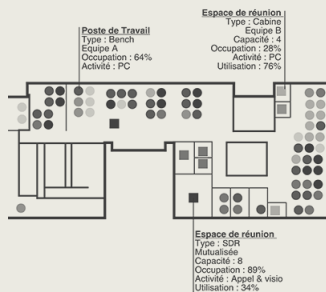 Espace de réunion
Type : Cabine
Equipe B
Capacité : 4
Occupation : 28%
Activité : PC
Utilisation : 76%
Poste de Travail
Type : Bench
Equipe A
Occupation : 64%
Activité : PC
Espace de réunion
Type : SDR
Mutualisée
Capacité : 8
Occupation : 89%
Activité : Appel & visio
Utilisation : 34%